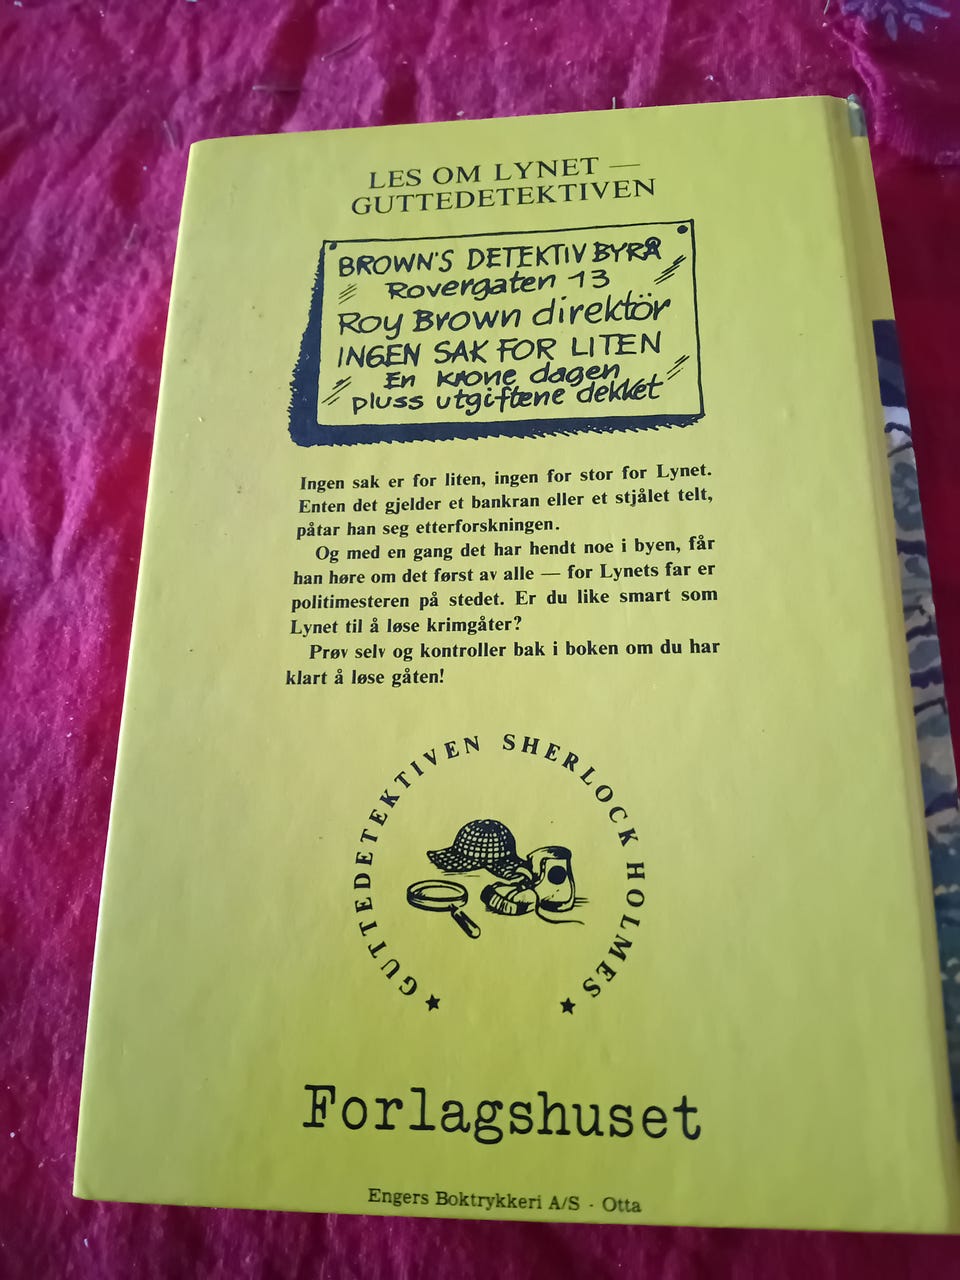 LES OM LYNET —
GUTTEDETEKTIVEN
BROWN'S DETEKTIV BYRÅ
Rovergaten 13
Roy Brown direktör
INGEN SAK FOR LITEN
En krone dagen
pluss utgiftene dekket
Ingen sak er for liten, ingen for stor for Lynet.
Enten det gjelder et bankran eller et stjålet telt,
påtar han seg etterforskningen.
Og med en gang det har hendt noe i byen, får
han høre om det først av alle — for Lynets far er
politimesteren på stedet. Er du like smart som
Lynet til å løse krimgåter?
Prøv selv og kontroller bak i boken om du har
klart å løse gåten!
GUTTEDETEKTIVEN SHERLOCK HOLMES
Forlagshuset
Engers Boktrykkeri A/S - Otta